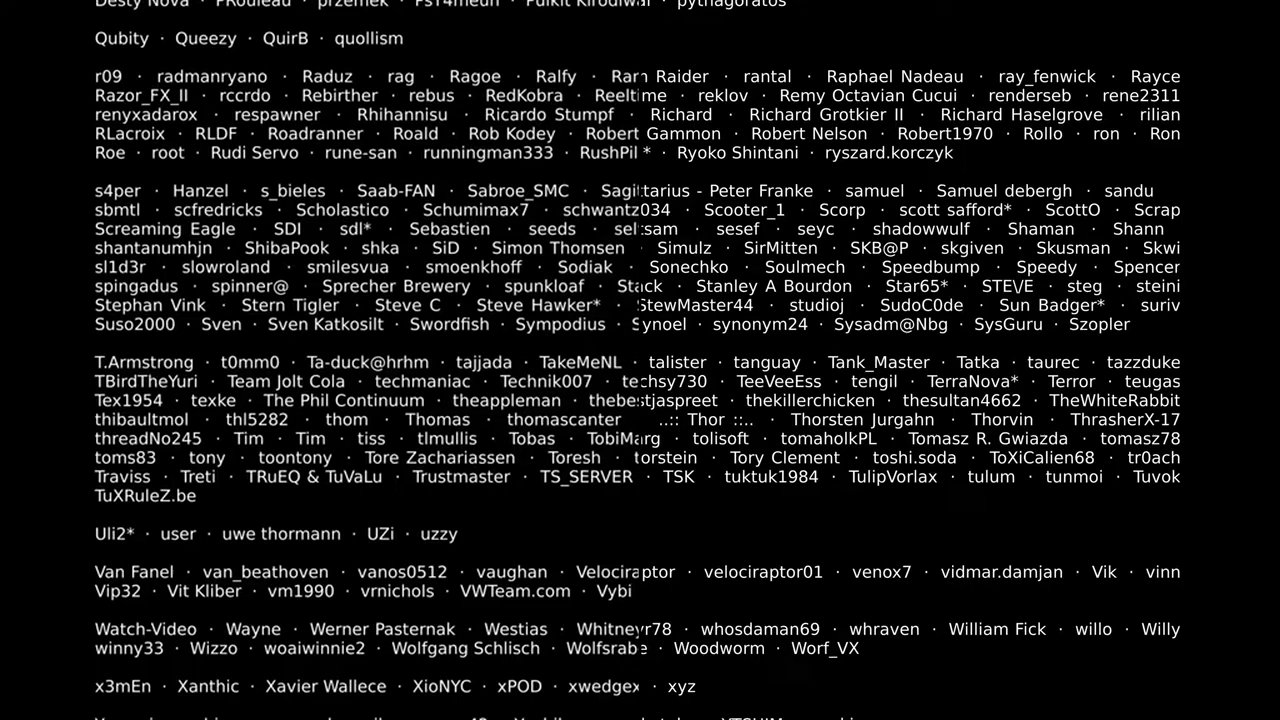 Desty Nova · PRouleau · przemek · PsY4meun · Pulkit Kirodiwal · pythagoratos
Qubity · Queezy · QuirB · quollism
r09 · radmanryano · Raduz · rag · Ragoe · Ralfy · Ram Raider · rantal · Raphael Nadeau · ray_fenwick · Rayce
Razor_FX_II · rccrdo · Rebirther · rebus · RedKobra · Reeltime · reklov · Remy Octavian Cucui · renderseb · rene2311
renyxadarox · respawner · Rhihannisu · Ricardo Stumpf · Richard · Richard Grotkier II · Richard Haselgrove · rilian
RLacroix · RLDF · Roadranner · Roald · Rob Kodey · Robert Gammon · Robert Nelson · Robert1970 · Rollo · ron · Ron
Roe · root · Rudi Servo · rune-san · runningman333 · RushPil * · Ryoko Shintani · ryszard.korczyk
s4per · Hanzel · s_bieles · Saab-FAN · Sabroe_SMC · Sagittarius - Peter Franke · samuel · Samuel debergh · sandu
sbmtl · scfredricks · Scholastico · Schumimax7 · schwantz034 · Scooter_1 · Scorp · scott safford* · ScottO · Scrap
Screaming Eagle · SDI · sdl* · Sebastien · seeds · selcsam · sesef · seyc · shadowwulf · Shaman · Shann
shantanumhjn · ShibaPook · shka · SiD · Simon Thomsen · Simulz · SirMitten · SKB@P · skgiven · Skusman · Skwi
sl1d3r · slowroland · smilesvua · smoenkhoff · Sodiak · Sonechko · Soulmech · Speedbump · Speedy · Spencer
spingadus · spinner@ · Sprecher Brewery · spunkloaf · Stack · Stanley A Bourdon · Star65* · STE\/E · steg · steini
Stephan Vink · Stern Tigler · Steve C · Steve Hawker* · StewMaster44 · studioj · SudoC0de · Sun Badger* · suriv
Suso2000 · Sven · Sven Katkosilt · Swordfish · Sympodius · Synoel · synonym24 · Sysadm@Nbg · SysGuru · Szopler
T.Armstrong · t0mm0 · Ta-duck@hrhm · tajjada · TakeMeNL · talister · tanguay · Tank_Master · Tatka · taurec · tazzduke
TBirdTheYuri · Team Jolt Cola · techmaniac · Technik007 · techsy730 · TeeVeeEss · tengil · TerraNova* · Terror · teugas
Tex1954 · texke · The Phil Continuum · theappleman · thebestjaspreet · thekillerchicken · thesultan4662 · TheWhiteRabbit
thibaultmol · thl5282 · thom · Thomas · thomascanter · ..:: Thor ::.. · Thorsten Jurgahn · Thorvin · ThrasherX-17
threadNo245 · Tim · Tim · tiss · tlmullis · Tobas · TobiMarg · tolisoft · tomaholkPL · Tomasz R. Gwiazda · tomasz78
toms83 · tony · toontony · Tore Zachariassen · Toresh · torstein · Tory Clement · toshi.soda · ToXiCalien68 · tr0ach
Traviss · Treti · TRuEQ & TuVaLu · Trustmaster · TS_SERVER · TSK · tuktuk1984 · TulipVorlax · tulum · tunmoi · Tuvok
TuXRuleZ.be
Uli2* · user · uwe thormann · UZi · uzzy
Van Fanel · van_beathoven · vanos0512 · vaughan · Velociraptor · velociraptor01 · venox7 · vidmar.damjan · Vik · vinn
Vip32 · Vit Kliber · vm1990 · vrnichols · VWTeam.com · Vybi
Watch-Video · Wayne · Werner Pasternak · Westias · Whitneyr78 · whosdaman69 · whraven · William Fick · willo · Willy
winny33 · Wizzo · woaiwinnie2 · Wolfgang Schlisch · Wolfsrabe · Woodworm · Worf_VX
x3mEn · Xanthic · Xavier Wallece · XioNYC · xPOD · xwedgex · xyz